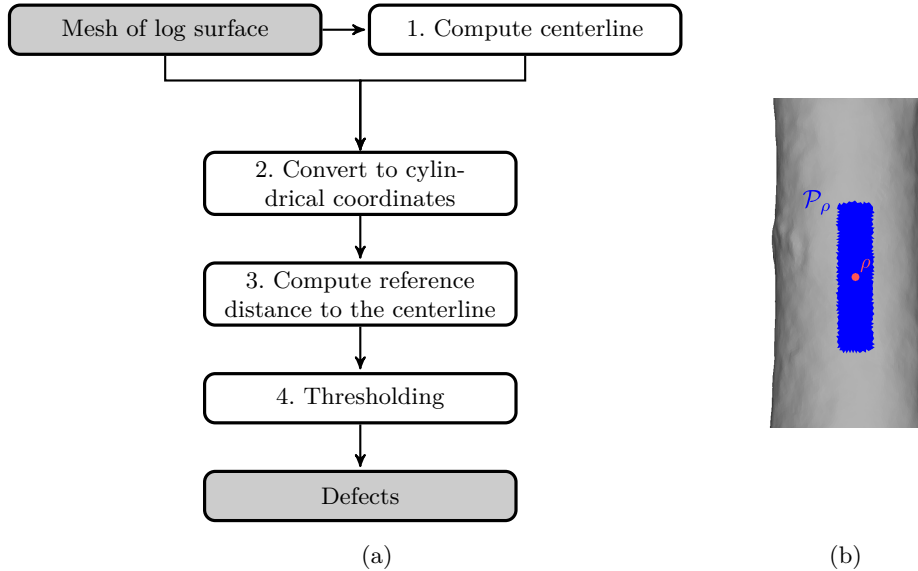 Mesh of log surface
1. Compute centerline
2. Convert to cylin-
drical coordinates
3. Compute reference
distance to the centerline
4. Thresholding
Defects
(a)
𝒫ρ
ρ
(b)